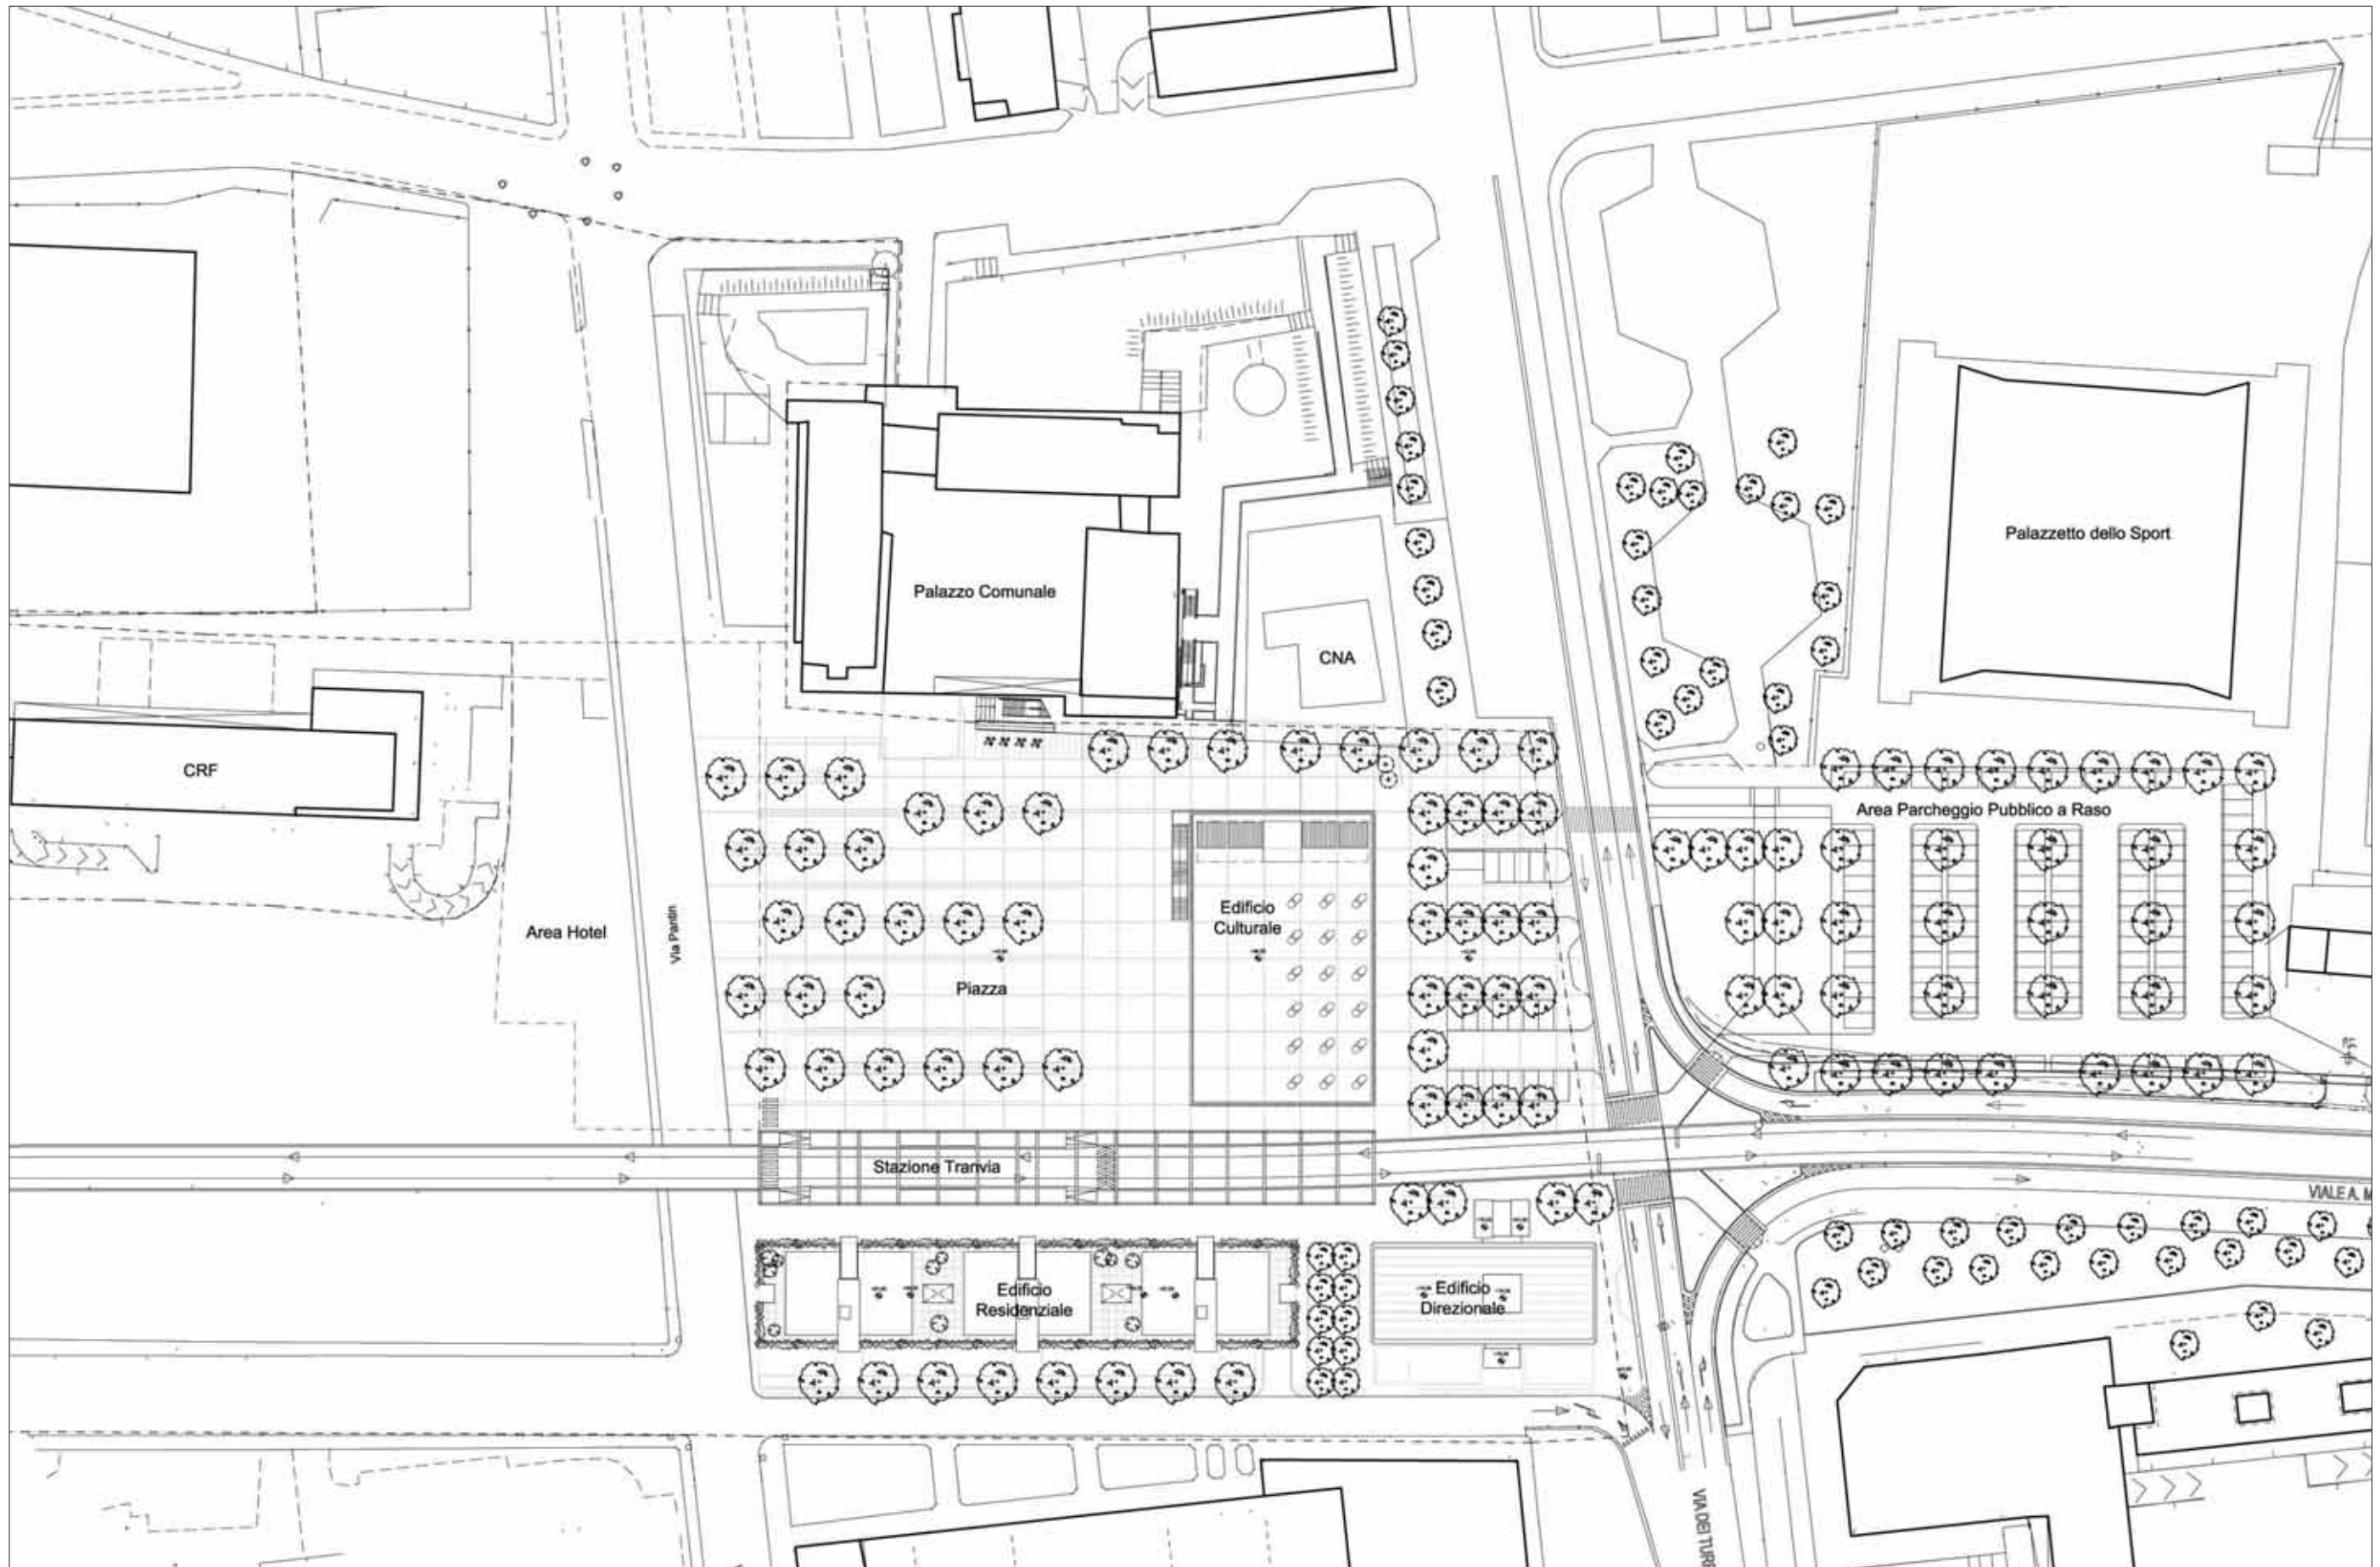 Palazzetto dello Sport
Palazzo Comunale
CNA
CRF
Area Parcheggio Pubblico a Raso
Edificio
Culturale
Area Hotel
Via Pantin
Piazza
Stazione Tranvia
VIALE A. M
Edificio
Residenziale
Edificio
Direzionale
VIA DEI TUR